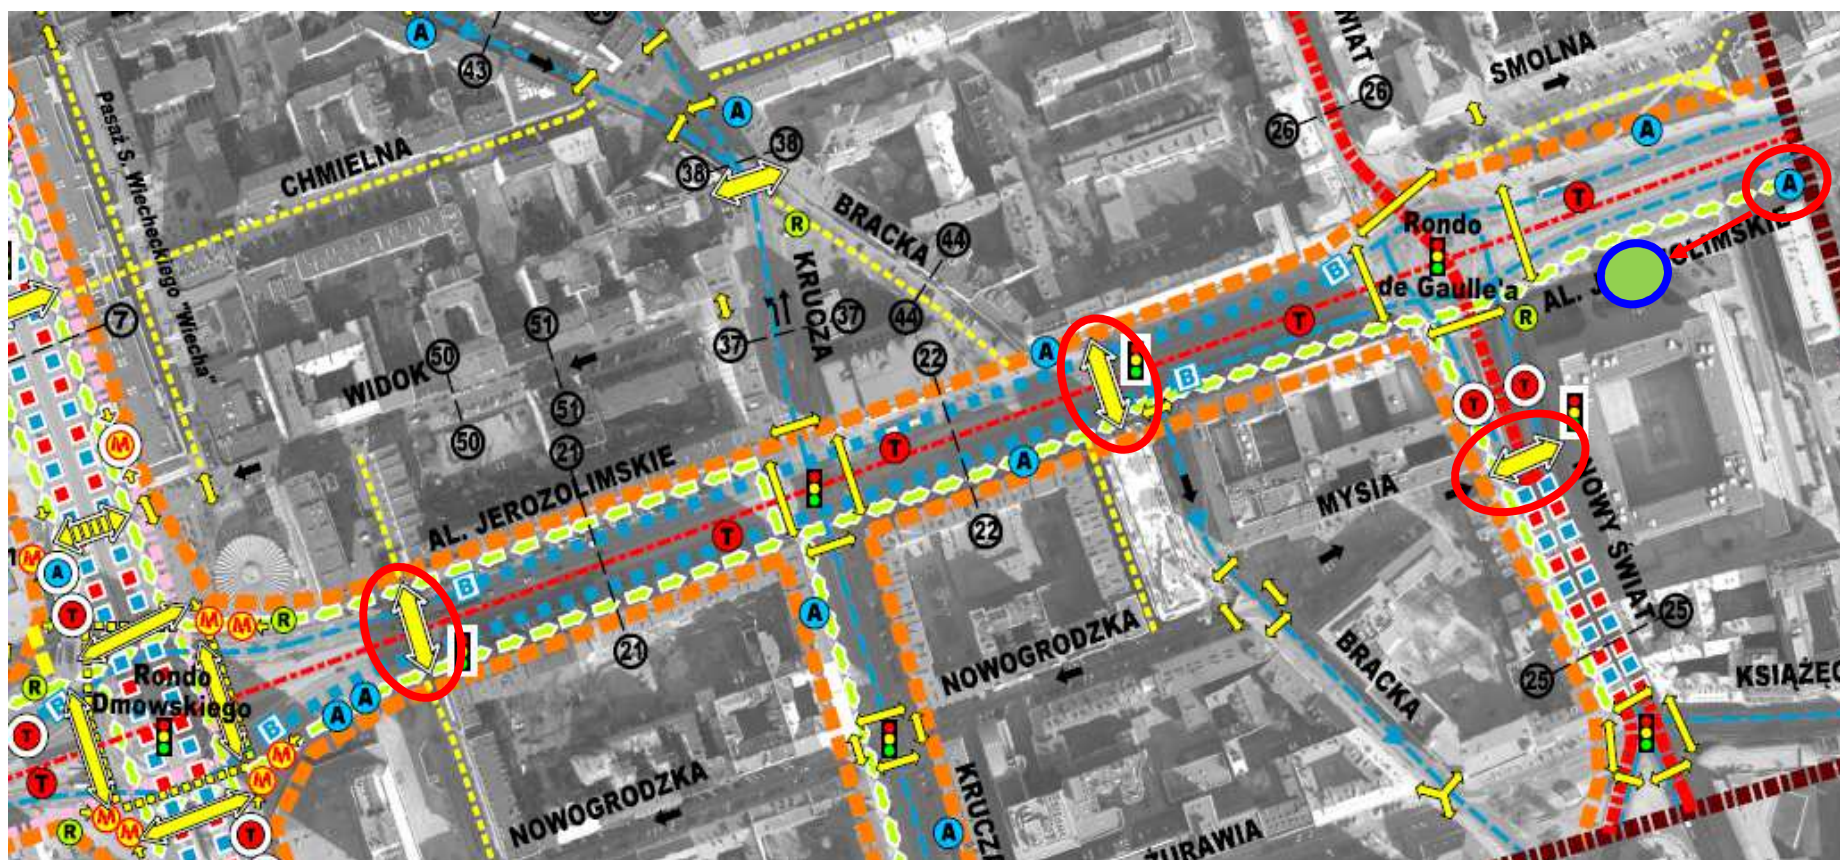 A
43
38
38
A
Pasaż S. Wiecheckiego "Wiecha"
CHMIELNA
7
R
BRACKA
44
44
KRUCZA
37
37
51
51
50
50
WIDOK
WIAT
26
26
SMOLNA
A
A
T
Rondo
de Gaulle'a
AL. J
OLIMSKIE
R
B
T
B
A
22
22
T
A
21
21
AL. JEROZOLIMSKIE
T
B
M
M
A
T
R
M
M
R
Rondo
Dmowskiego
B
B
A
A
T
T
T
M
M
M
M
R
T
T
T
MYSIA
NOWY ŚWIAT
25
25
KSIĄŻĘC
NOWOGRODZKA
BRACKA
A
NOWOGRODZKA
KRUCZA
A
ŻURAWIA